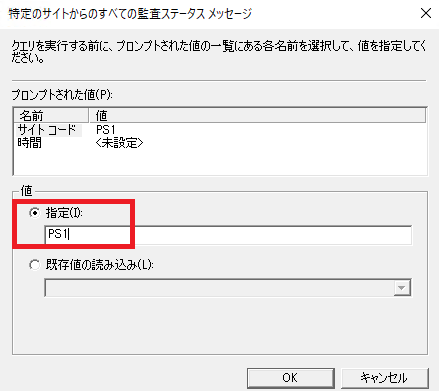 特定のサイトからのすべての監査ステータス メッセージ
クエリを実行する前に、プロンプトされた値の一覧にある各名前を選択して、値を指定してく
ださい。
プロンプトされた値(P):
名前 値
サイト コード PS1
時間 <未設定>
値
指定(I):
PS1
既存値の読み込み(L):
OK キャンセル